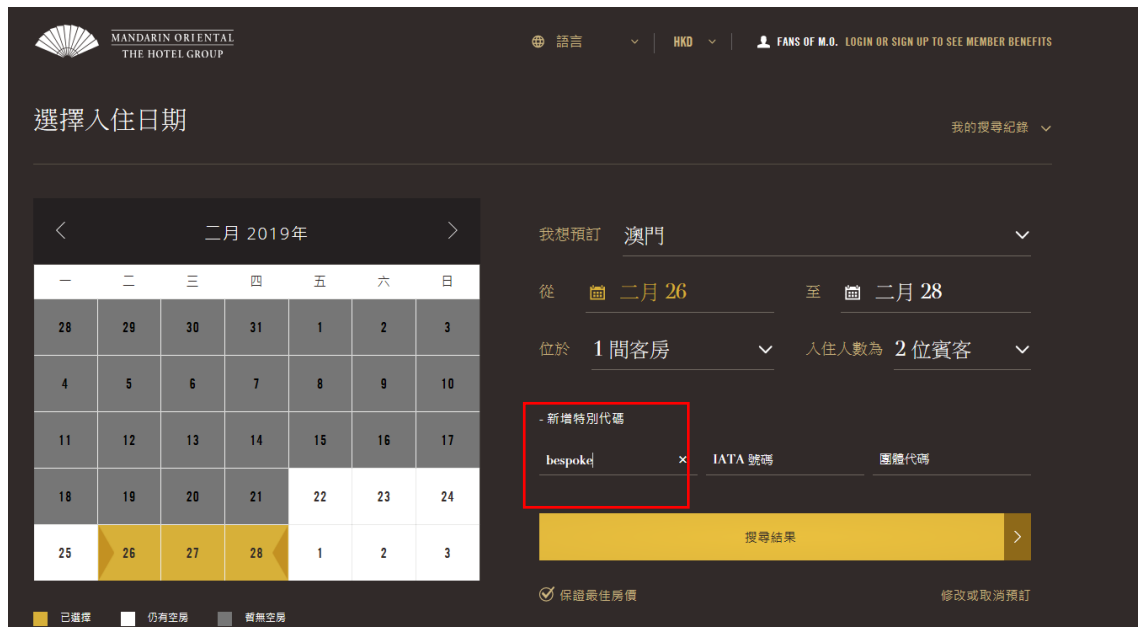 MANDARIN ORIENTAL
THE HOTEL GROUP
語言
HKD
FANS OF M.O. LOGIN OR SIGN UP TO SEE MEMBER BENEFITS
選擇入住日期
我的搜尋紀錄
二月 2019年
一 二 三 四 五 六 日
28 29 30 31 1 2 3
4 5 6 7 8 9 10
11 12 13 14 15 16 17
18 19 20 21 22 23 24
25 26 27 28 1 2 3
已選擇 仍有空房 暫無空房
我想預訂 澳門
從 二月 26 至 二月 28
位於 1 間客房 入住人數為 2 位賓客
- 新增特別代碼
bespoke × IATA 號碼 團體代碼
搜尋結果
保證最佳房價 修改或取消預訂